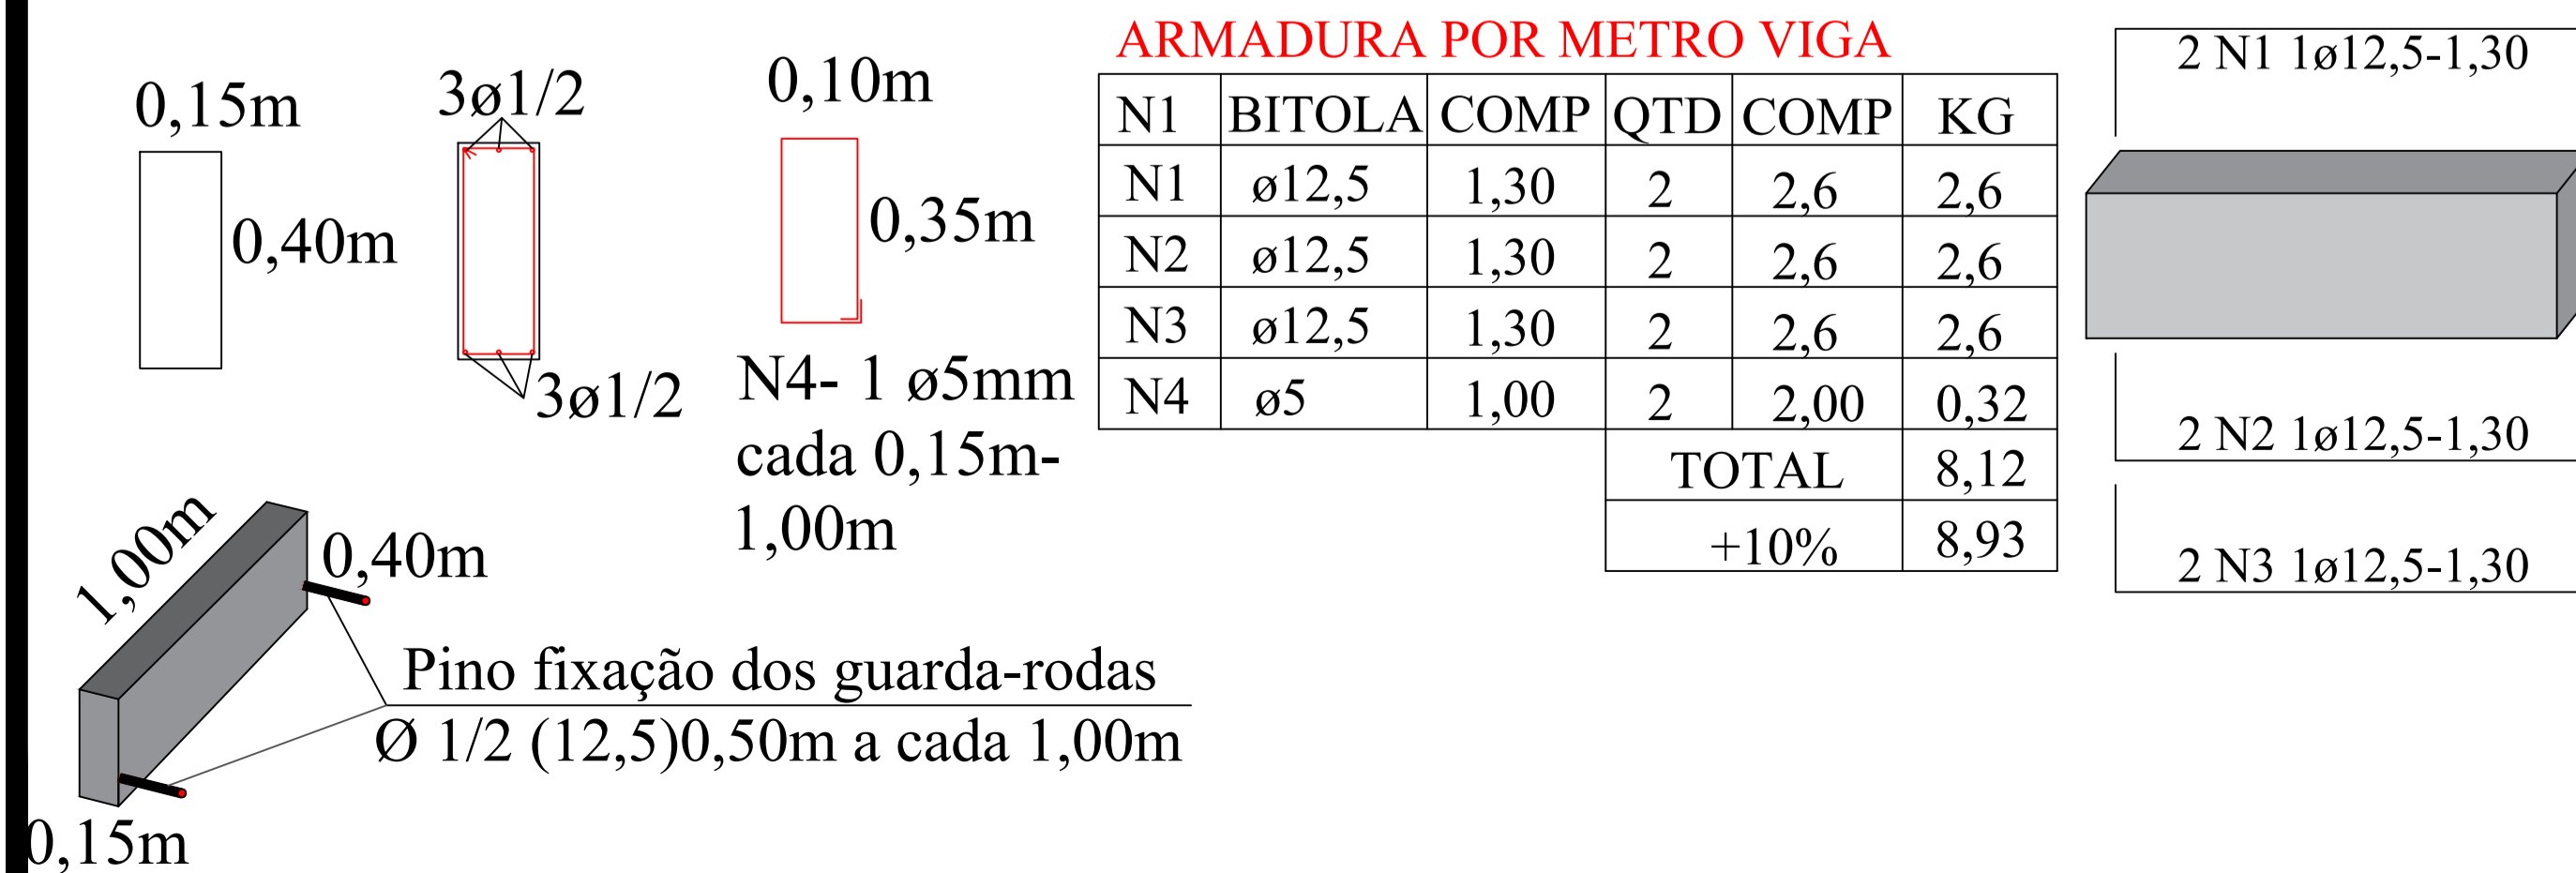 0,15m
0,40m
3ø1/2
3ø1/2
0,10m
0,35m
N4- 1 ø5mm
cada 0,15m-
1,00m
ARMADURA POR METRO VIGA
N1 BITOLA COMP QTD COMP KG
N1 ø12,5 1,30 2 2,6 2,6
N2 ø12,5 1,30 2 2,6 2,6
N3 ø12,5 1,30 2 2,6 2,6
N4 ø5 1,00 2 2,00 0,32
TOTAL 8,12
+10% 8,93
2 N1 1ø12,5-1,30
2 N2 1ø12,5-1,30
2 N3 1ø12,5-1,30
1,00m
0,40m
Pino fixação dos guarda-rodas
Ø 1/2 (12,5)0,50m a cada 1,00m
0,15m